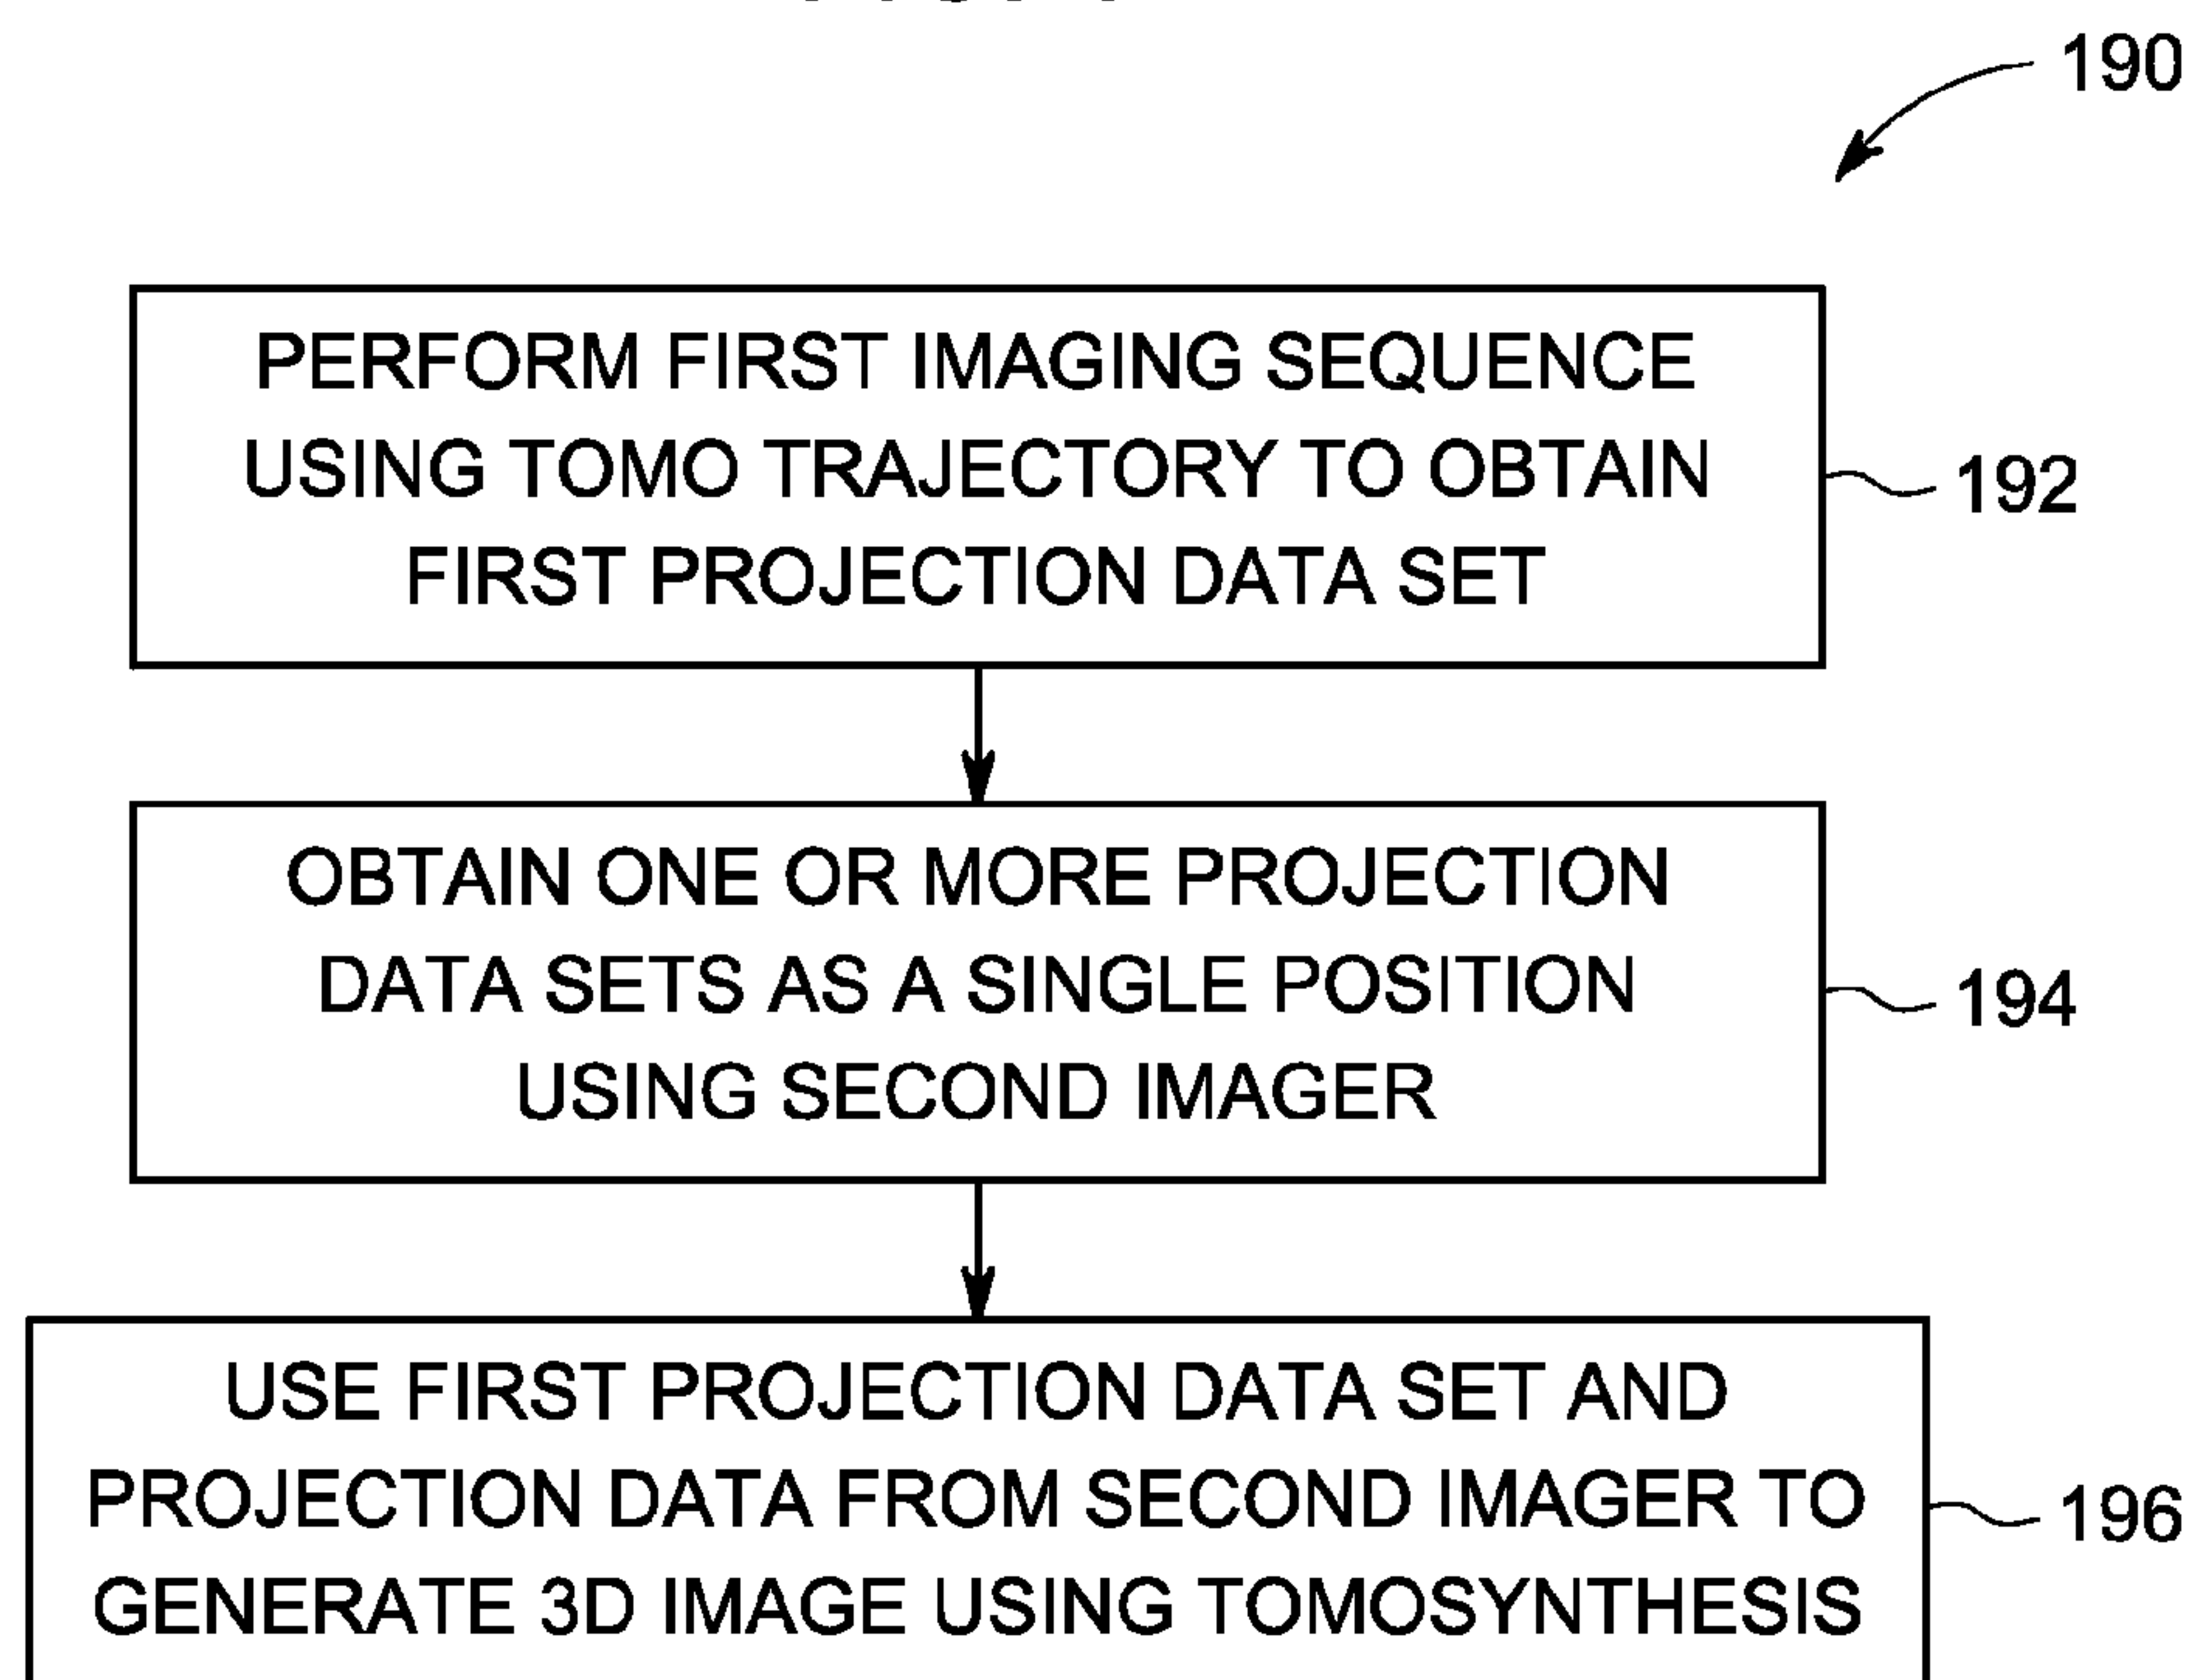 190
PERFORM FIRST IMAGING SEQUENCE
USING TOMO TRAJECTORY TO OBTAIN
FIRST PROJECTION DATA SET
192
OBTAIN ONE OR MORE PROJECTION
DATA SETS AS A SINGLE POSITION
USING SECOND IMAGER
194
USE FIRST PROJECTION DATA SET AND
PROJECTION DATA FROM SECOND IMAGER TO
GENERATE 3D IMAGE USING TOMOSYNTHESIS
196